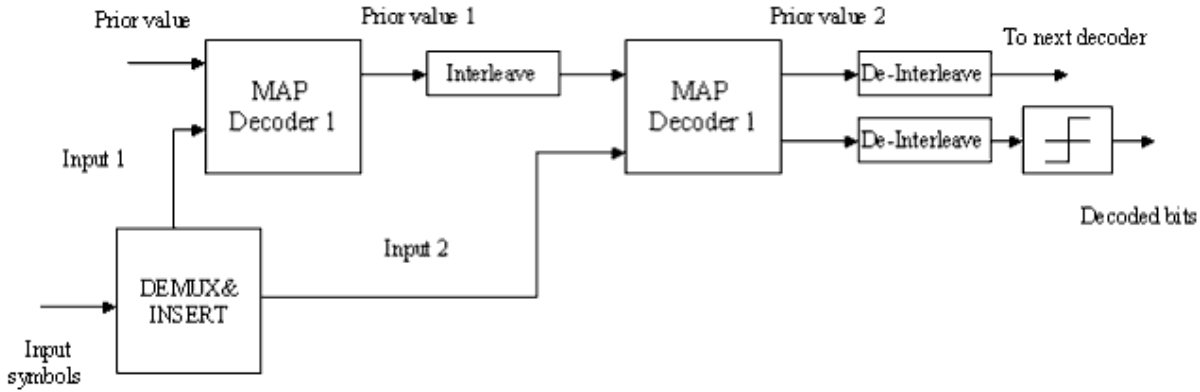 Prior value
Prior value 1
Prior value 2
To next decoder
MAP
Decoder 1
Interleave
MAP
Decoder 1
De-Interleave
De-Interleave
Input 1
Decoded bits
Input 2
DEMUX&
INSERT
Input
symbols